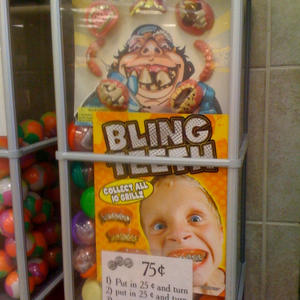 BLING
TEETH
COLLECT ALL
10 GRILLZ
75¢
1) Put in 25 ¢ and turn
2) put in 25 ¢ and turn